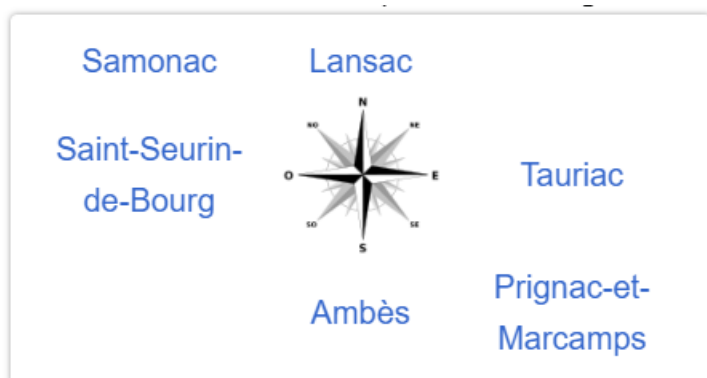 Samonac Lansac
N
NO NE
Saint-Seurin-
de-Bourg
O E
Tauriac
SO SE
S
Ambès
Prignac-et-
Marcamps